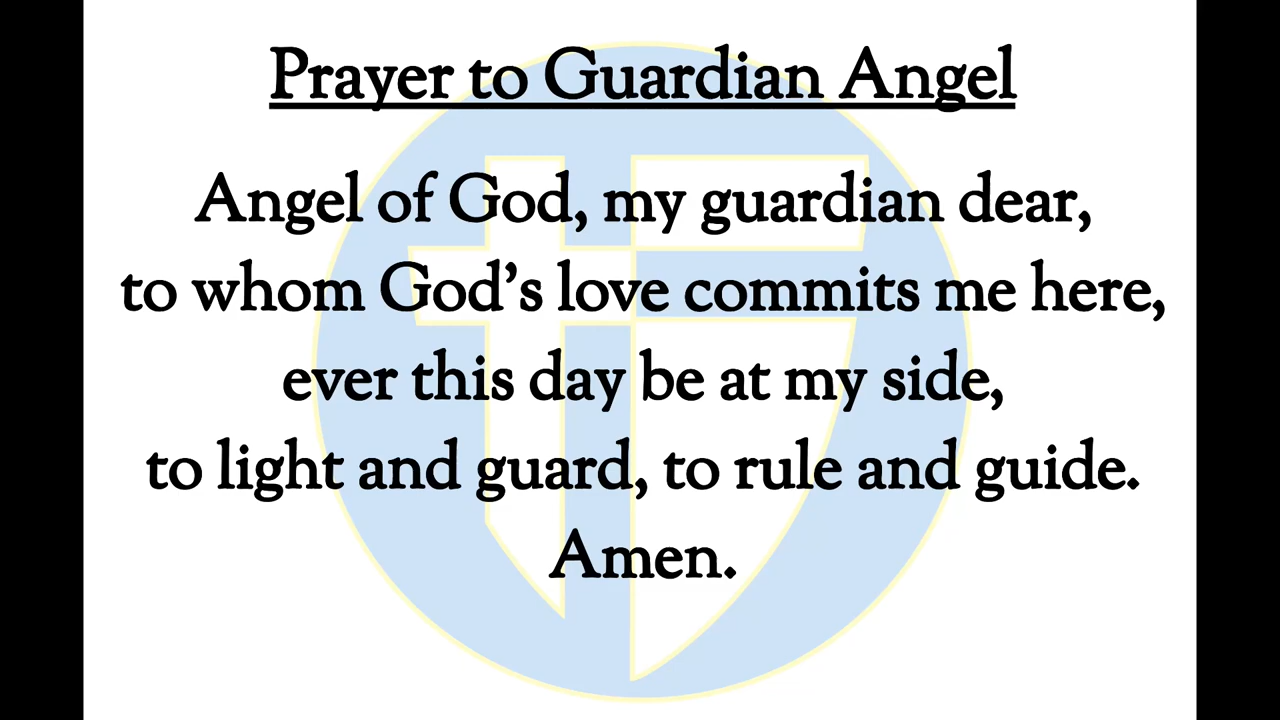 Prayer to Guardian Angel
Angel of God, my guardian dear,
to whom God’s love commits me here,
ever this day be at my side,
to light and guard, to rule and guide.
Amen.